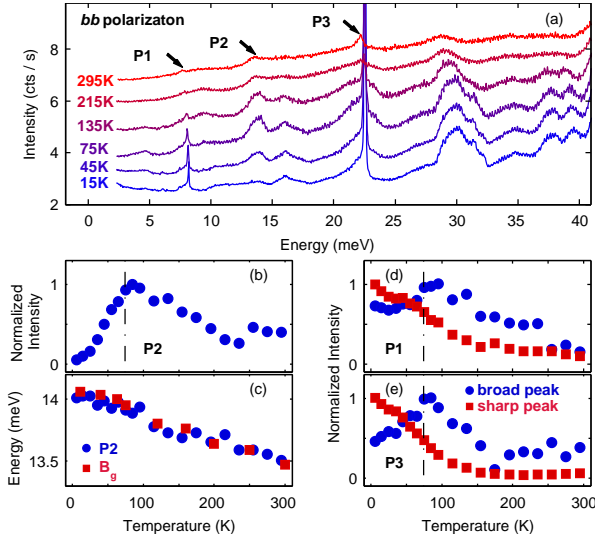 bb polarizaton
(a)
P1
P2
P3
295K
215K
135K
75K
45K
15K
Intensity (cts / s)
8
6
4
2
0
5
10
15
20
25
30
35
40
Energy (meV)
(b)
P2
Normalized
Intensity
1
0
(c)
P2
Bg
Energy (meV)
14
13.5
0
100
200
300
Temperature (K)
(d)
P1
1
0
Normalized Intensity
(e)
broad peak
sharp peak
P3
1
0
0
100
200
300
Temperature (K)